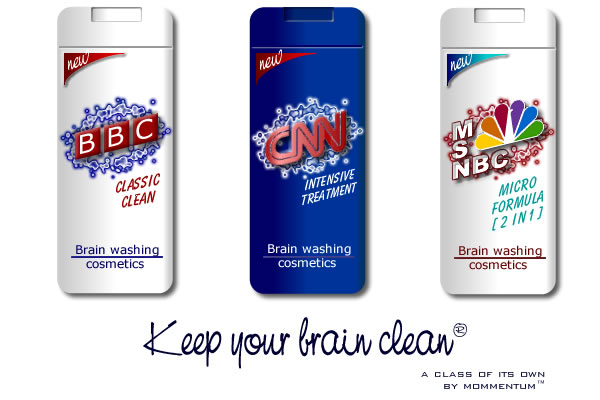 new
BBC
CLASSIC
CLEAN
Brain washing
cosmetics
new
CNN
INTENSIVE
TREATMENT
Brain washing
cosmetics
new
M
S
NBC
MICRO
FORMULA
[2 IN 1]
Brain washing
cosmetics
Keep your brain clean®
A CLASS OF ITS OWN
BY MOMMENTUM™